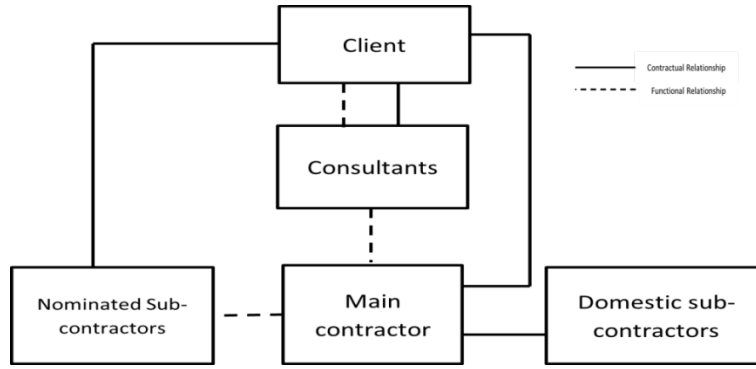 Client
Contractual Relationship
Functional Relationship
Consultants
Nominated Sub-
contractors
Main
contractor
Domestic sub-
contractors